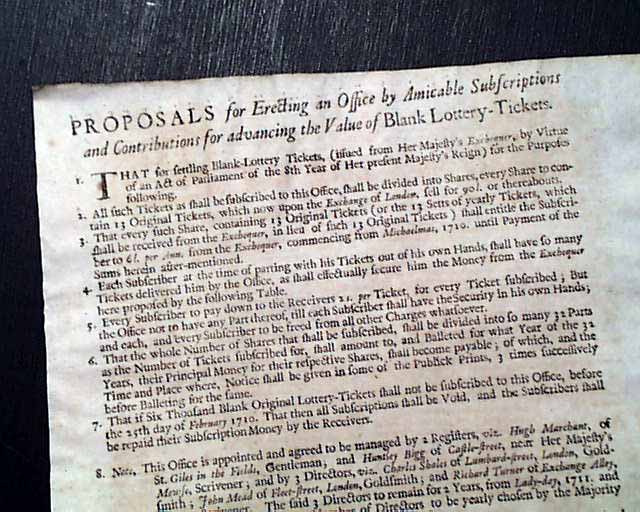 PROPOSALS for Erecting an Office by Amicable Subscriptions
and Contributions for advancing the Value of Blank Lottery-Tickets.
1. THAT for settling Blank-Lottery Tickets, (issued from Her Majesty's Exchequer, by Virtue
of an Act of Parliament of the 8th Year of Her present Majesty's Reign) for the Purposes
following.
2. All such Tickets as shall be subscribed to this Office, shall be divided into Shares, every Share to con-
tain 13 Original Tickets, which now upon the Exchange of London, sell for 90l. or thereabouts.
3. That every such Share, containing 13 Original Tickets (or the 13 Setts of yearly Tickets, which
shall be received from the Exchequer, in lieu of such 13 Original Tickets) shall entitle the Subscri-
ber to 6l. per Ann. from the Exchequer, commencing from Michaelmas, 1710. until Payment of the
Sums herein after-mentioned.
4. Each Subscriber at the time of parting with his Tickets out of his own Hands, shall have so many
Tickets delivered him by the Office, as shall effectually secure him the Money from the Exchequer
here proposed by the following Table.
5. Every Subscriber to pay down to the Receivers 2s. per Ticket, for every Ticket subscribed; But
the Office not to have any Part thereof, till each Subscriber shall have the Security in his own Hands;
and each, and every Subscriber to be freed from all other Charges whatsoever.
6. That the whole Number of Shares that shall be subscribed, shall be divided into so many 32 Parts
as the Number of Tickets subscribed for, shall amount to, and Balleted for what Year of the 32
Years, their Principal Money for their respective Shares, shall become payable; of which, and the
Time and Place where, Notice shall be given in some of the Publick Prints, 3 times successively
before Balleting for the same.
7. That if Six Thousand Blank Original Lottery-Tickets shall not be subscribed to this Office, before
the 25th day of February 1710. That then all Subscriptions shall be Void, and the Subscribers shall
be repaid their Subscription Money by the Receivers.
8. Note, This Office is appointed and agreed to be managed by 2 Registers, viz. Hugh Marchant, of
St. Giles in the Fields, Gentleman; and Huntley Bigg of Castle-street, near Her Majesty's
Mewse, Scrivener; and by 3 Directors, viz. Charles Shales of Lumbard-street, London, Gold-
smith; John Mead of Fleet-street, London, Goldsmith; and Richard Turner of Exchange Alley,
The said 3 Directors to remain for 2 Years, from Lady-day, 1711. and
Number of Directors to be yearly chosen by the Majority